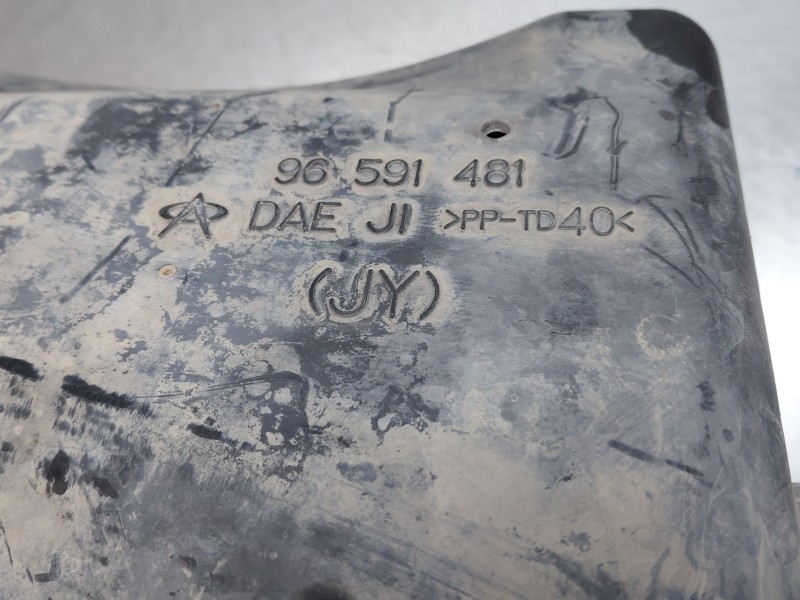 96 591 481
DAE JI >PP-TD40<
(JY)